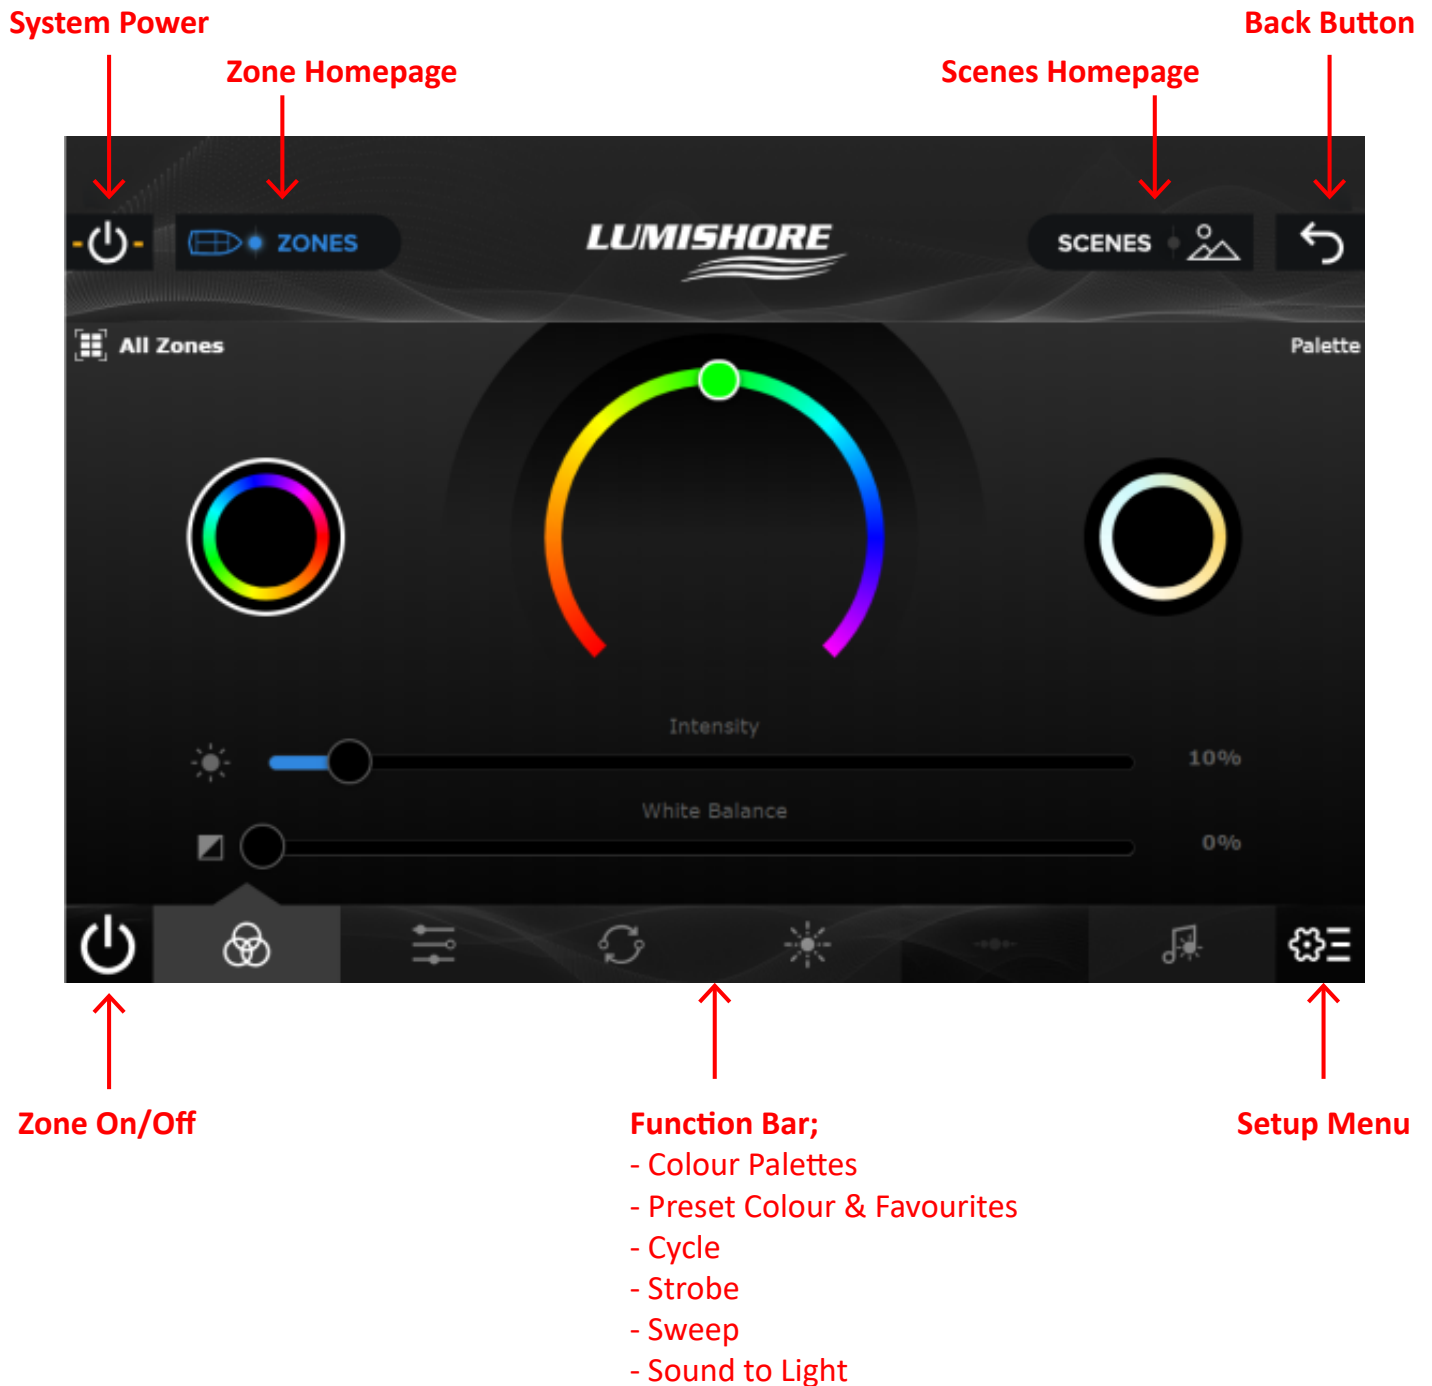 System Power
Back Button
Zone Homepage
Scenes Homepage
ZONES
LUMISHORE
SCENES
All Zones
Palette
Intensity
10%
White Balance
0%
Zone On/Off
Function Bar;
Setup Menu
- Colour Palettes
- Preset Colour & Favourites
- Cycle
- Strobe
- Sweep
- Sound to Light